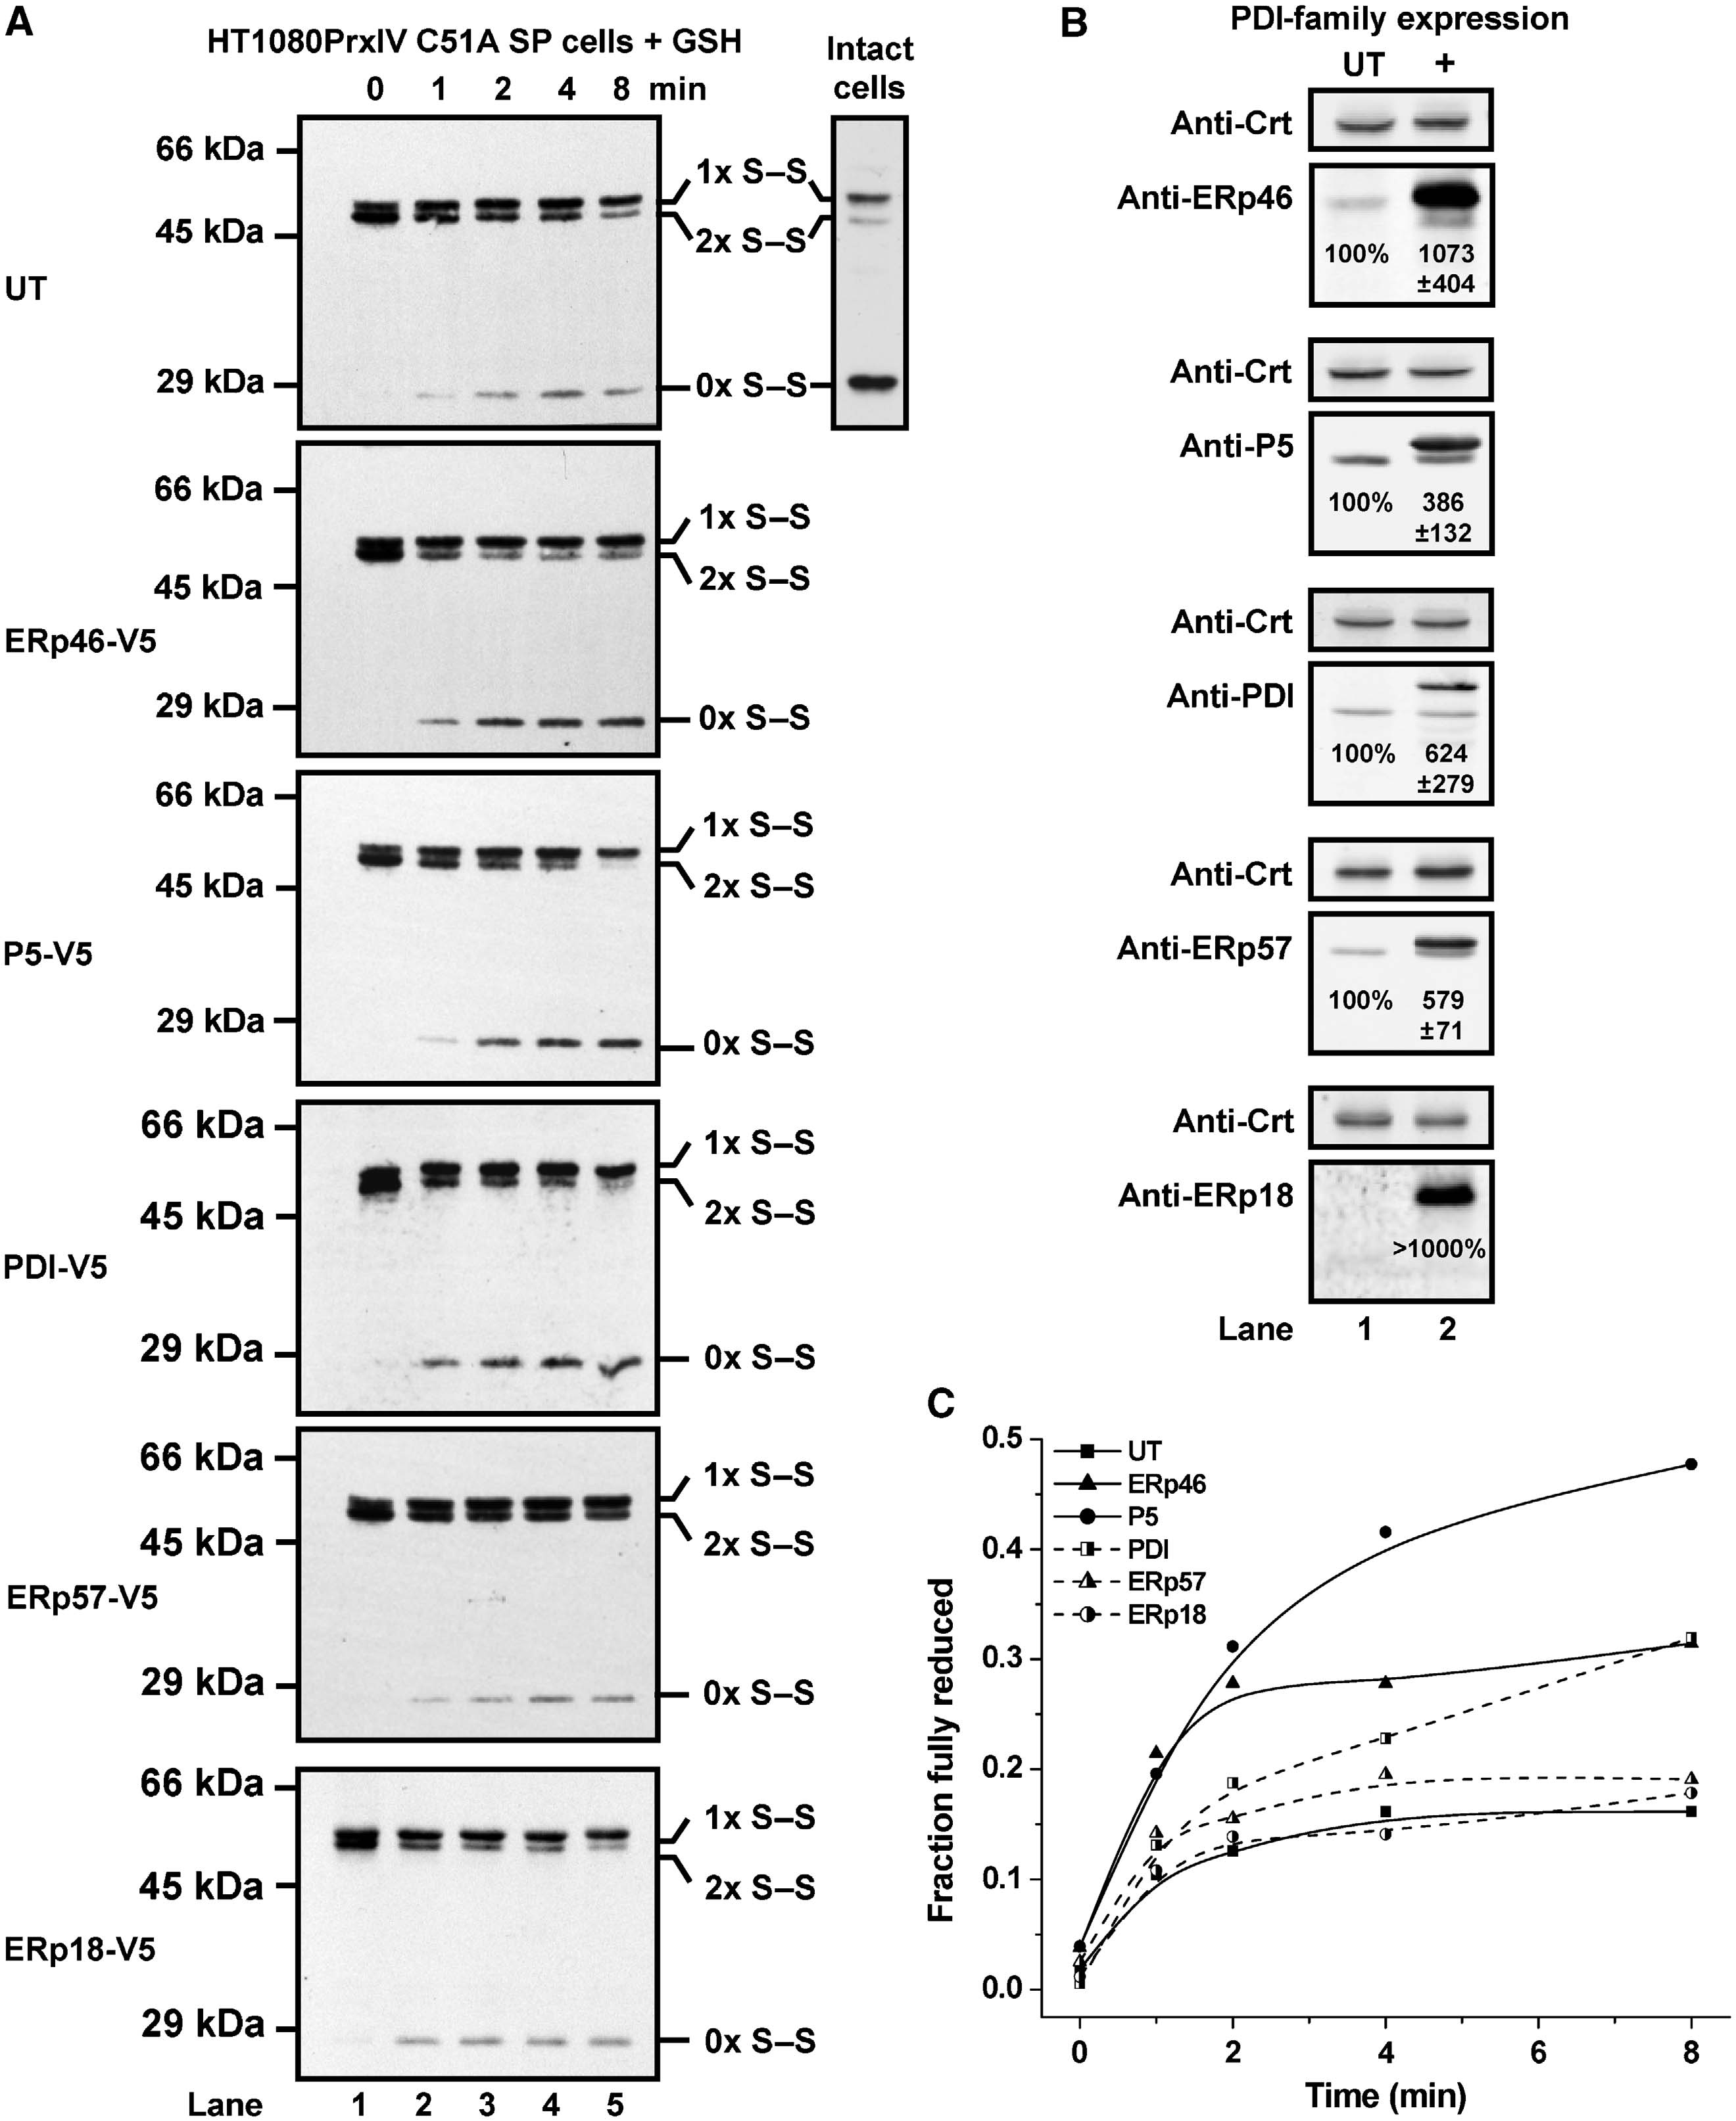 A
HT1080PrxIV C51A SP cells + GSH
0 1 2 4 8 min
Intact
cells
UT
66 kDa
45 kDa
29 kDa
1x S–S
2x S–S
0x S–S
ERp46-V5
66 kDa
45 kDa
29 kDa
1x S–S
2x S–S
0x S–S
P5-V5
66 kDa
45 kDa
29 kDa
1x S–S
2x S–S
0x S–S
PDI-V5
66 kDa
45 kDa
29 kDa
1x S–S
2x S–S
0x S–S
ERp57-V5
66 kDa
45 kDa
29 kDa
1x S–S
2x S–S
0x S–S
ERp18-V5
66 kDa
45 kDa
29 kDa
1x S–S
2x S–S
0x S–S
Lane 1 2 3 4 5
B
PDI-family expression
UT +
Anti-Crt
Anti-ERp46
100% 1073
±404
Anti-Crt
Anti-P5
100% 386
±132
Anti-Crt
Anti-PDI
100% 624
±279
Anti-Crt
Anti-ERp57
100% 579
±71
Anti-Crt
Anti-ERp18
>1000%
Lane 1 2
C
Fraction fully reduced
0.5
0.4
0.3
0.2
0.1
0.0
UT
ERp46
P5
PDI
ERp57
ERp18
0 2 4 6 8
Time (min)